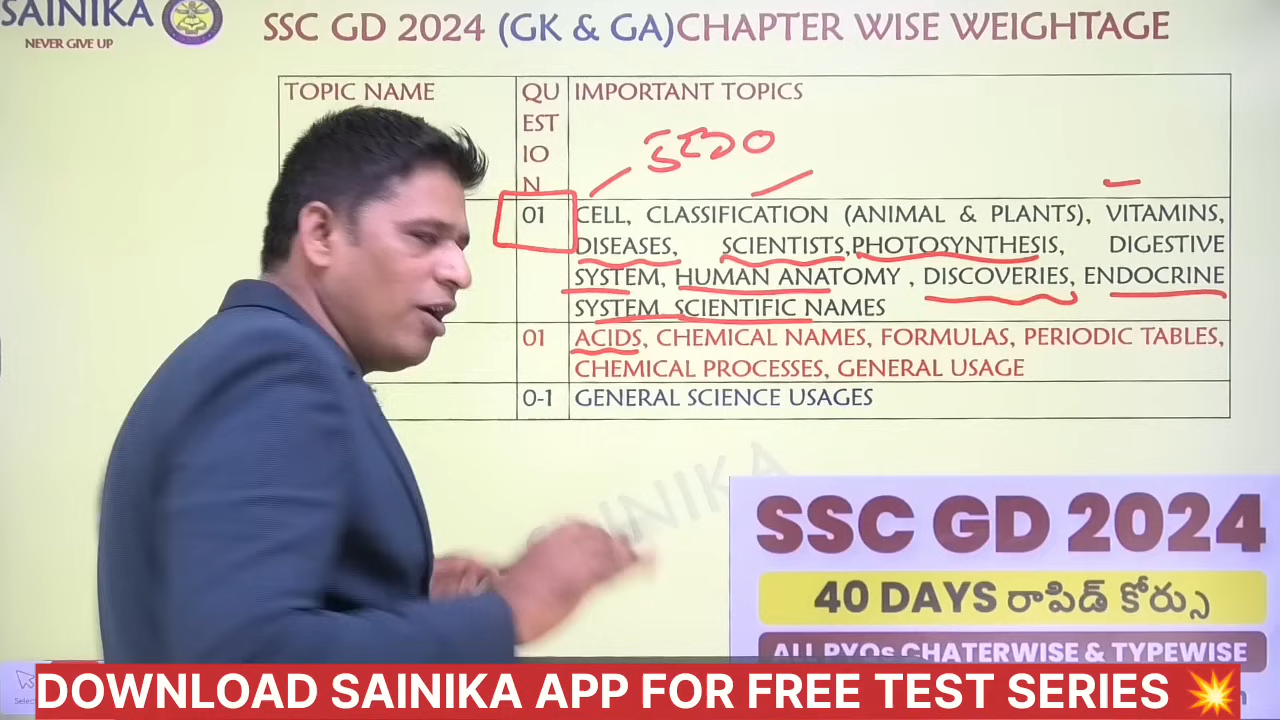 SAINIKA
NEVER GIVE UP
SSC GD 2024 (GK & GA)CHAPTER WISE WEIGHTAGE
TOPIC NAME
QU
EST
IO
N
IMPORTANT TOPICS
01
CELL, CLASSIFICATION (ANIMAL & PLANTS), VITAMINS,
DISEASES, SCIENTISTS,PHOTOSYNTHESIS, DIGESTIVE
SYSTEM, HUMAN ANATOMY , DISCOVERIES, ENDOCRINE
SYSTEM SCIENTIFIC NAMES
01
ACIDS, CHEMICAL NAMES, FORMULAS, PERIODIC TABLES,
CHEMICAL PROCESSES, GENERAL USAGE
0-1
GENERAL SCIENCE USAGES
SAINIKA
SSC GD 2024
40 DAYS రాపిడ్ కోర్సు
ALL PYQs CHATERWISE & TYPEWISE
DOWNLOAD SAINIKA APP FOR FREE TEST SERIES 💥